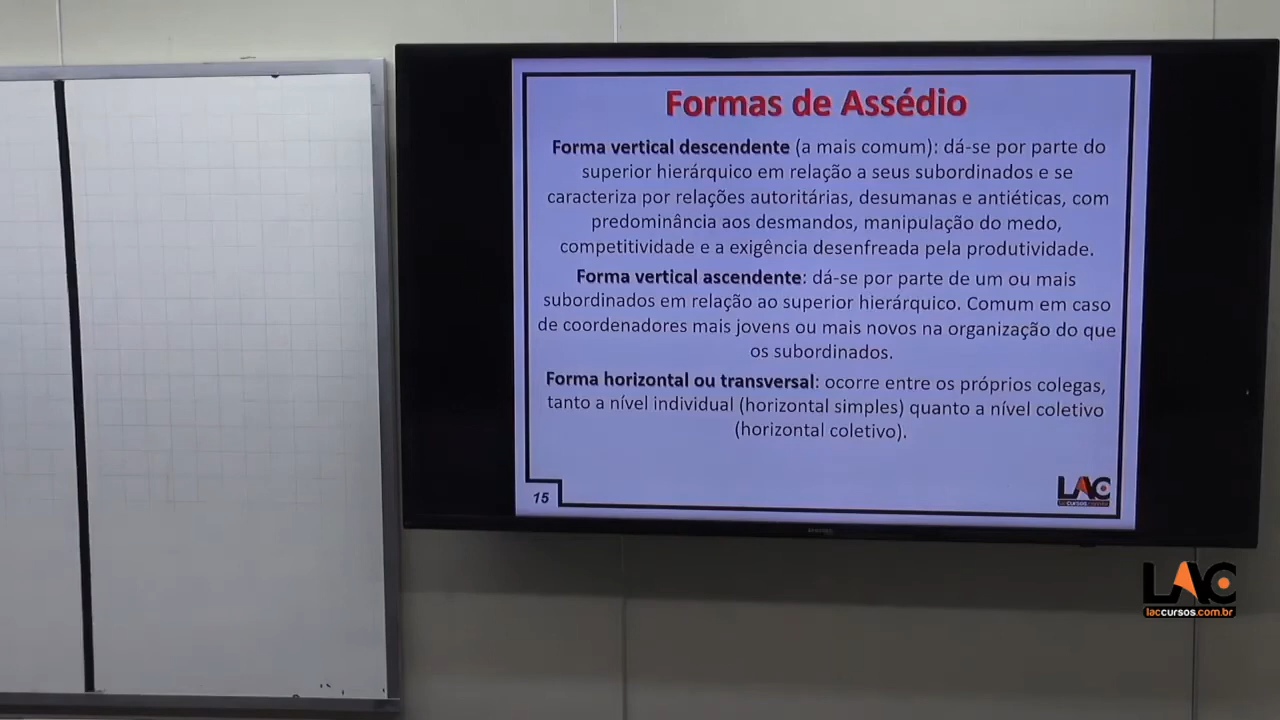 Formas de Assédio
Forma vertical descendente (a mais comum): dá-se por parte do
superior hierárquico em relação a seus subordinados e se
caracteriza por relações autoritárias, desumanas e antiéticas, com
predominância aos desmandos, manipulação do medo,
competitividade e a exigência desenfreada pela produtividade.
Forma vertical ascendente: dá-se por parte de um ou mais
subordinados em relação ao superior hierárquico. Comum em caso
de coordenadores mais jovens ou mais novos na organização do que
os subordinados.
Forma horizontal ou transversal: ocorre entre os próprios colegas,
tanto a nível individual (horizontal simples) quanto a nível coletivo
(horizontal coletivo).
15
LAC
LAC
laccursos.com.br